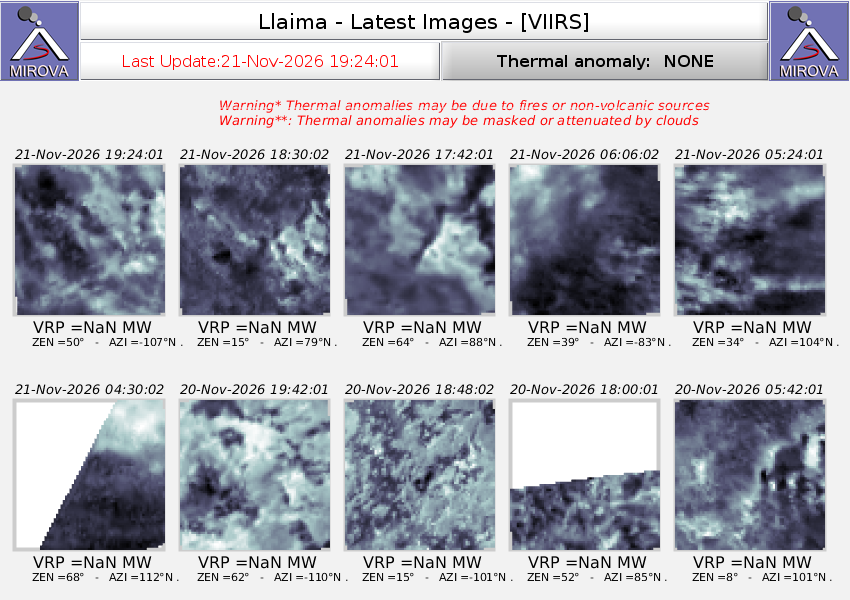 Llaima - Latest Images - [VIIRS]
MIROVA
Last Update:21-Nov-2026 19:24:01
Thermal anomaly: NONE
MIROVA
Warning* Thermal anomalies may be due to fires or non-volcanic sources
Warning**: Thermal anomalies may be masked or attenuated by clouds
21-Nov-2026 19:24:01
21-Nov-2026 18:30:02
21-Nov-2026 17:42:01
21-Nov-2026 06:06:02
21-Nov-2026 05:24:01
VRP =NaN MW
VRP =NaN MW
VRP =NaN MW
VRP =NaN MW
VRP =NaN MW
ZEN =50° - AZI =-107°N .
ZEN =15° - AZI =79°N .
ZEN =64° - AZI =88°N .
ZEN =39° - AZI =-83°N .
ZEN =34° - AZI =104°N .
21-Nov-2026 04:30:02
20-Nov-2026 19:42:01
20-Nov-2026 18:48:02
20-Nov-2026 18:00:01
20-Nov-2026 05:42:01
VRP =NaN MW
VRP =NaN MW
VRP =NaN MW
VRP =NaN MW
VRP =NaN MW
ZEN =68° - AZI =112°N .
ZEN =62° - AZI =-110°N .
ZEN =15° - AZI =-101°N .
ZEN =52° - AZI =85°N .
ZEN =8° - AZI =101°N .